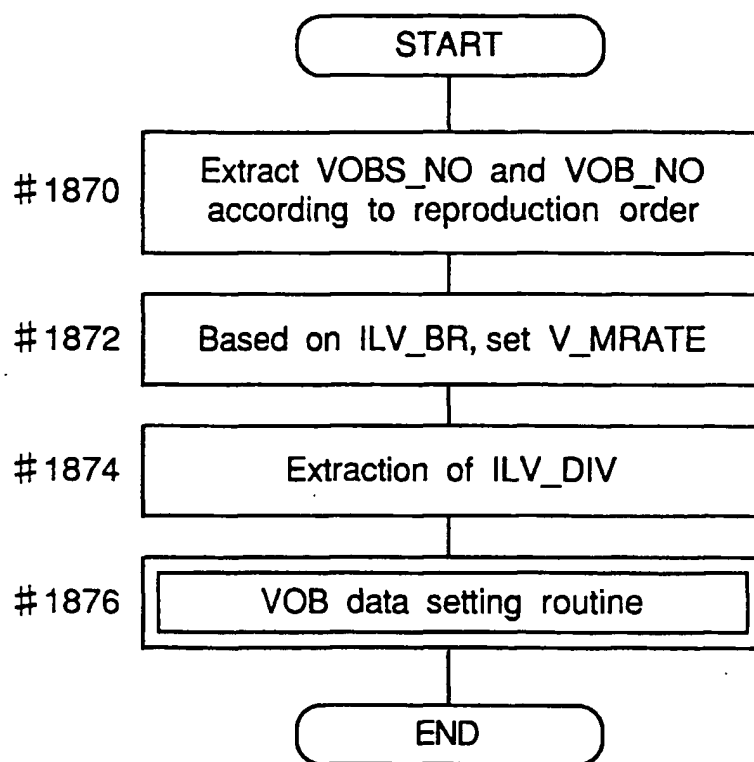 START
#1870
Extract VOBS_NO and VOB_NO
according to reproduction order
#1872
Based on ILV_BR, set V_MRATE
#1874
Extraction of ILV_DIV
#1876
VOB data setting routine
END